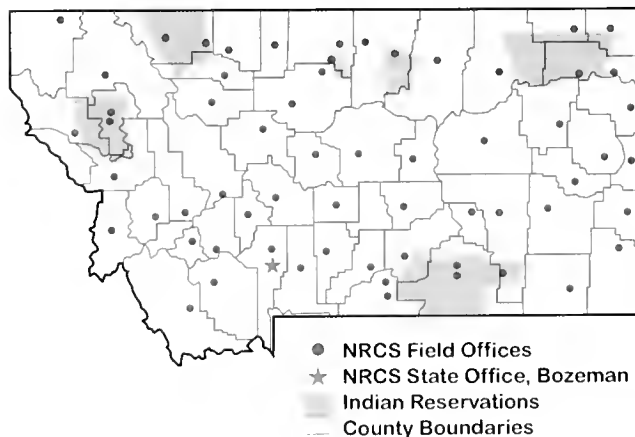 NRCS Field Offices
NRCS State Office, Bozeman
Indian Reservations
County Boundaries